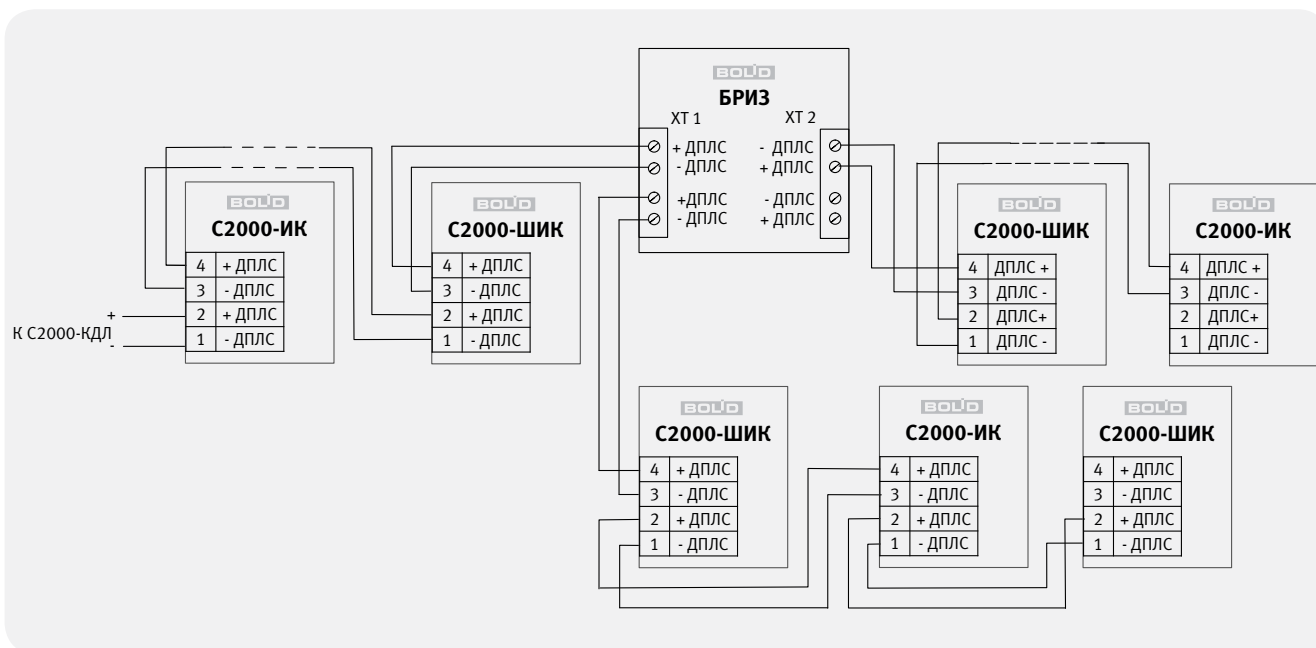 BOLID
БРИЗ
XT 1
XT 2
+ ДПЛС
- ДПЛС
+ДПЛС
- ДПЛС
- ДПЛС
+ ДПЛС
- ДПЛС
+ ДПЛС
BOLID
С2000-ИК
4 + ДПЛС
3 - ДПЛС
2 + ДПЛС
1 - ДПЛС
К С2000-КДЛ
+
-
BOLID
С2000-ШИК
4 + ДПЛС
3 - ДПЛС
2 + ДПЛС
1 - ДПЛС
BOLID
С2000-ШИК
4 ДПЛС +
3 ДПЛС -
2 ДПЛС+
1 ДПЛС -
BOLID
С2000-ИК
4 ДПЛС +
3 ДПЛС -
2 ДПЛС+
1 ДПЛС -
BOLID
С2000-ШИК
4 + ДПЛС
3 - ДПЛС
2 + ДПЛС
1 - ДПЛС
BOLID
С2000-ИК
4 + ДПЛС
3 - ДПЛС
2 + ДПЛС
1 - ДПЛС
BOLID
С2000-ШИК
4 + ДПЛС
3 - ДПЛС
2 + ДПЛС
1 - ДПЛС